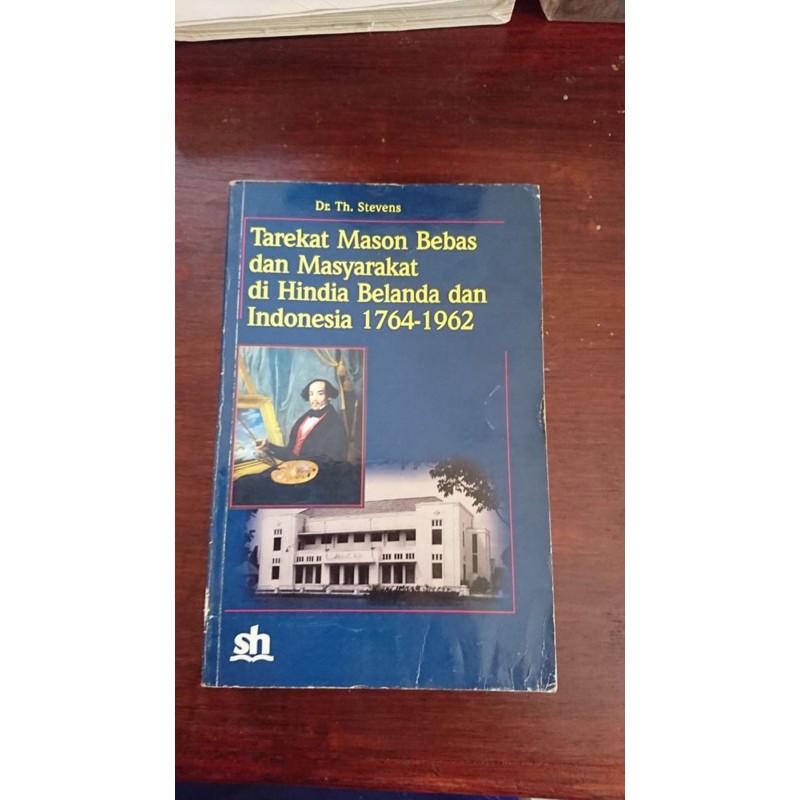 Dr. Th. Stevens
Tarekat Mason Bebas
dan Masyarakat
di Hindia Belanda dan
Indonesia 1764-1962
sh